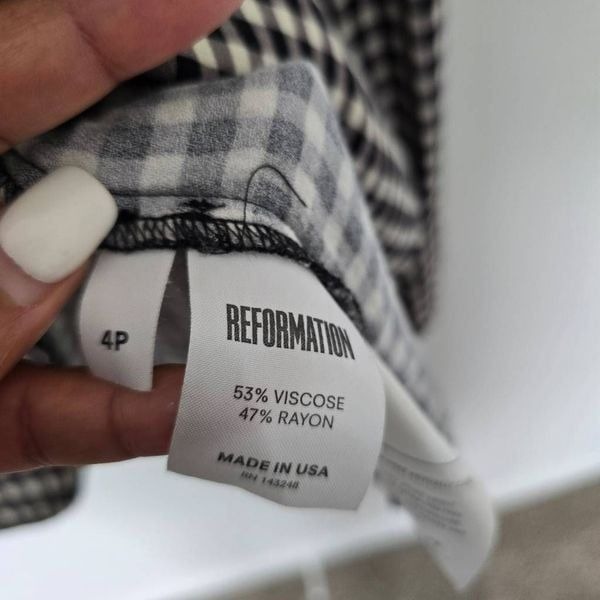 4P
REFORMATION
53% VISCOSE
47% RAYON
MADE IN USA
RN 143248